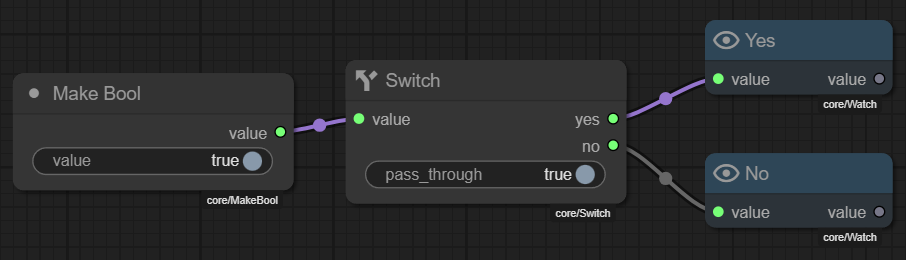 Make Bool
value
value true
core/MakeBool
Switch
value yes
no
pass_through true
core/Switch
Yes
value value
core/Watch
No
value value
core/Watch